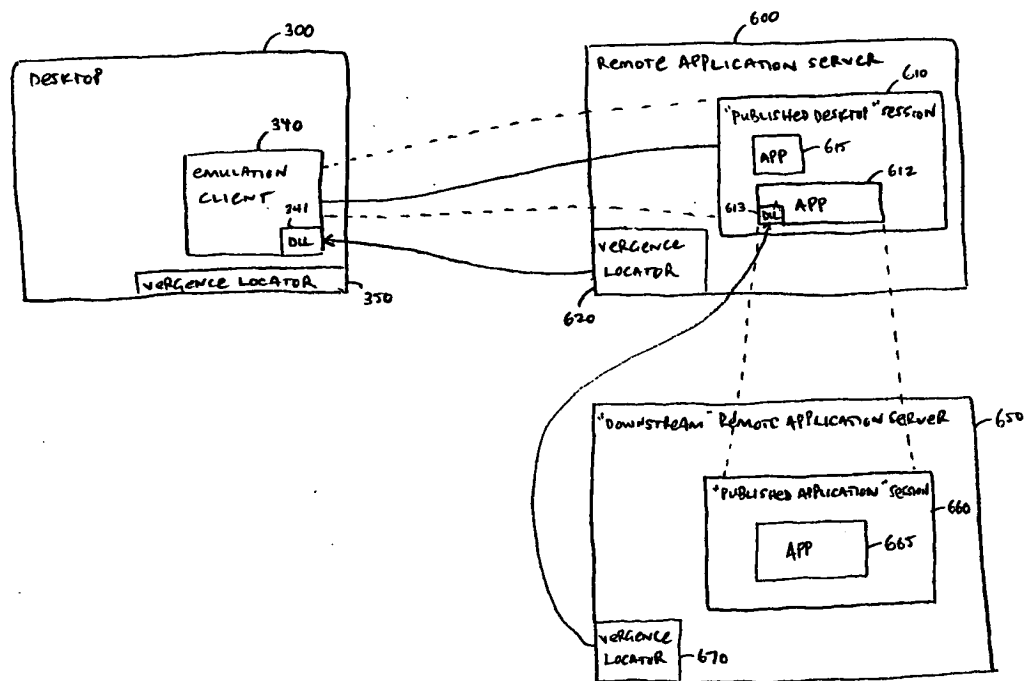 300
DESKTOP
340
EMULATION
CLIENT
341
DLL
VERGENCE LOCATOR
350
600
REMOTE APPLICATION SERVER
610
"PUBLISHED DESKTOP" SESSION
APP
615
612
613
APP
DLL
VERGENCE
LOCATOR
620
"DOWNSTREAM" REMOTE APPLICATION SERVER
650
"PUBLISHED APPLICATION" SESSION
660
APP
665
VERGENCE
LOCATOR
670